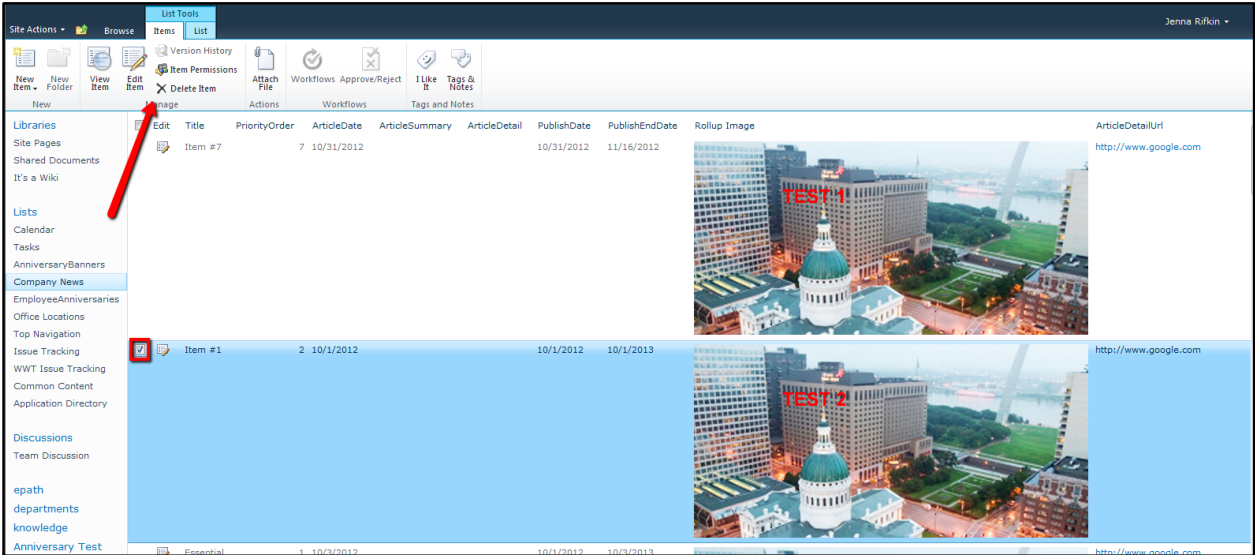 List Tools
Jenna Rifkin
Site Actions Browse Items List
New Item
New Folder
View Item
Edit Item
Version History
Item Permissions
Delete Item
Attach File
Workflows
Approve/Reject
I Like It
Tags & Notes
New
Actions
Workflows
Tags and Notes
Libraries
Site Pages
Shared Documents
It's a Wiki
Lists
Calendar
Tasks
AnniversaryBanners
Company News
EmployeeAnniversaries
Office Locations
Top Navigation
Issue Tracking
WWT Issue Tracking
Common Content
Application Directory
Discussions
Team Discussion
epath
departments
knowledge
Anniversary Test
Edit Title PriorityOrder ArticleDate ArticleSummary ArticleDetail PublishDate PublishEndDate Rollup Image ArticleDetailUrl
Item #7 7 10/31/2012 10/31/2012 11/16/2012 http://www.google.com
TEST 1
Item #1 2 10/1/2012 10/1/2012 10/1/2013 http://www.google.com
TEST 2
Essential 1 10/3/2012 10/1/2012 10/3/2013 http://www.google.com